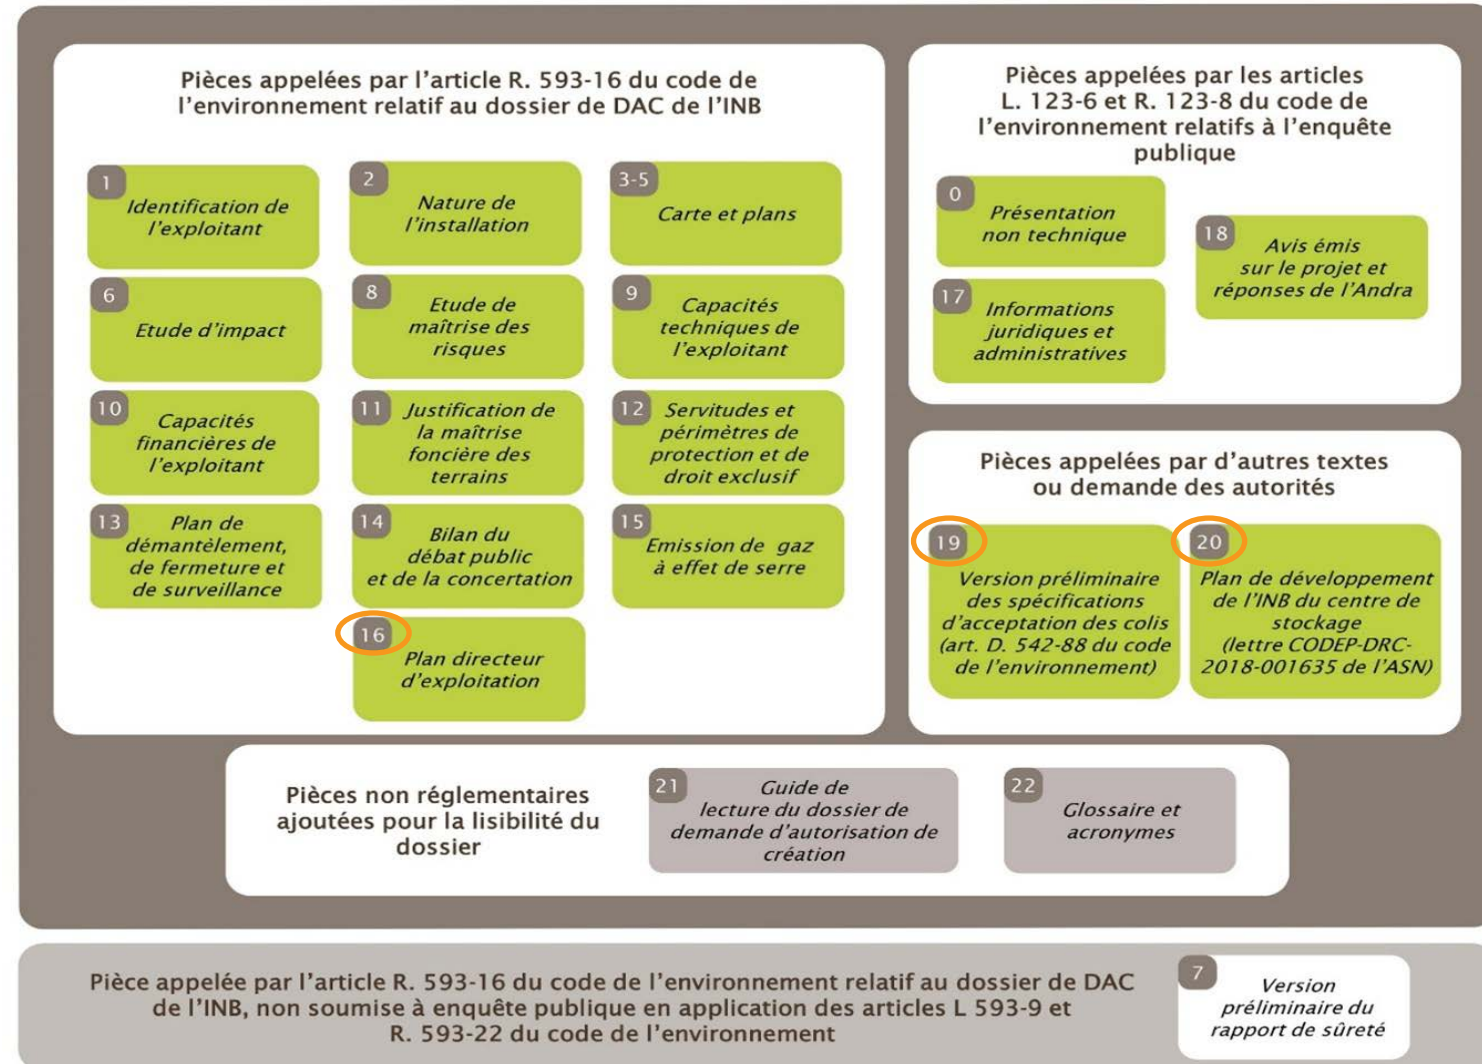 Pièces appelées par l'article R. 593-16 du code de
l'environnement relatif au dossier de DAC de l'INB
1
Identification de
l'exploitant
2
Nature de
l'installation
3-5
Carte et plans
6
Etude d'impact
8
Etude de
maîtrise des
risques
9
Capacités
techniques de
l'exploitant
10
Capacités
financières de
l'exploitant
11
Justification de
la maîtrise
foncière des
terrains
12
Servitudes et
périmètres de
protection et de
droit exclusif
13
Plan de
démantèlement,
de fermeture et
de surveillance
14
Bilan du
débat public
et de la concertation
15
Emission de gaz
à effet de serre
16
Plan directeur
d'exploitation
Pièces appelées par les articles
L. 123-6 et R. 123-8 du code de
l'environnement relatifs à l'enquête
publique
0
Présentation
non technique
18
Avis émis
sur le projet et
réponses de l'Andra
17
Informations
juridiques et
administratives
Pièces appelées par d'autres textes
ou demande des autorités
19
Version préliminaire
des spécifications
d'acceptation des colis
(art. D. 542-88 du code
de l'environnement)
20
Plan de développement
de l'INB du centre de
stockage
(lettre CODEP-DRC-
2018-001635 de l'ASN)
Pièces non réglementaires
ajoutées pour la lisibilité du
dossier
21
Guide de
lecture du dossier de
demande d'autorisation de
création
22
Glossaire et
acronymes
Pièce appelée par l'article R. 593-16 du code de l'environnement relatif au dossier de DAC
de l'INB, non soumise à enquête publique en application des articles L 593-9 et
R. 593-22 du code de l'environnement
7
Version
préliminaire du
rapport de sûreté